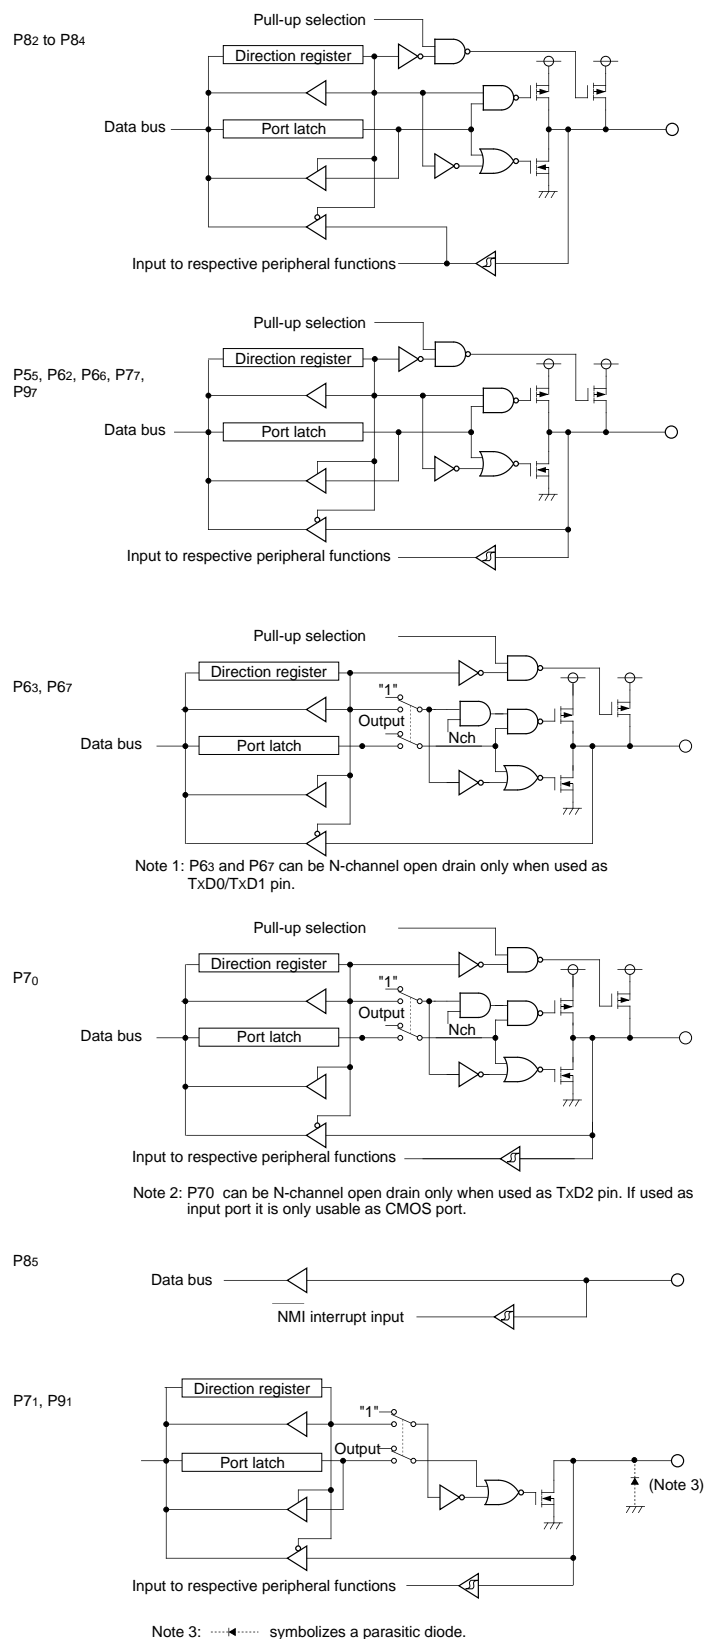 Pull-up selection
P82 to P84
Direction register
Data bus
Port latch
Input to respective peripheral functions
Pull-up selection
Direction register
P55, P62, P66, P77,
P97
Data bus
Port latch
Input to respective peripheral functions
Pull-up selection
Direction register
P63, P67
"1"
Output
Data bus
Port latch
Nch
Note 1: P63 and P67 can be N-channel open drain only when used as
TxD0/TxD1 pin.
Pull-up selection
Direction register
P70
"1"
Output
Data bus
Port latch
Nch
Input to respective peripheral functions
Note 2: P70 can be N-channel open drain only when used as TxD2 pin. If used as
input port it is only usable as CMOS port.
P85
Data bus
NMI interrupt input
Direction register
P71, P91
"1"
Output
Port latch
(Note 3)
Input to respective peripheral functions
Note 3: symbolizes a parasitic diode.